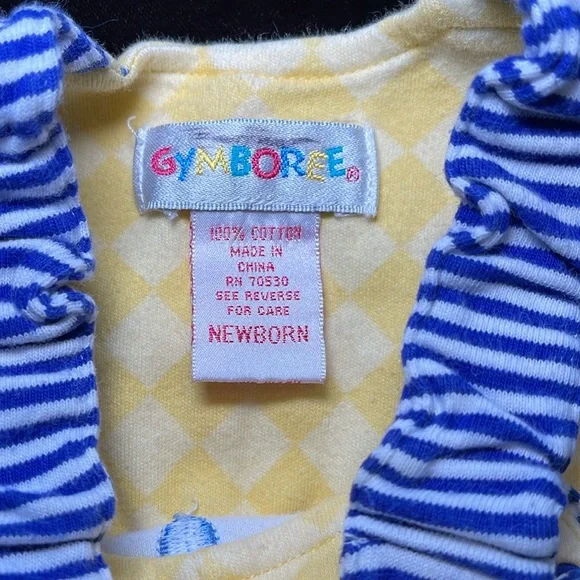 GYMBOREE®
100% COTTON
MADE IN
CHINA
RN 70530
SEE REVERSE
FOR CARE
NEWBORN